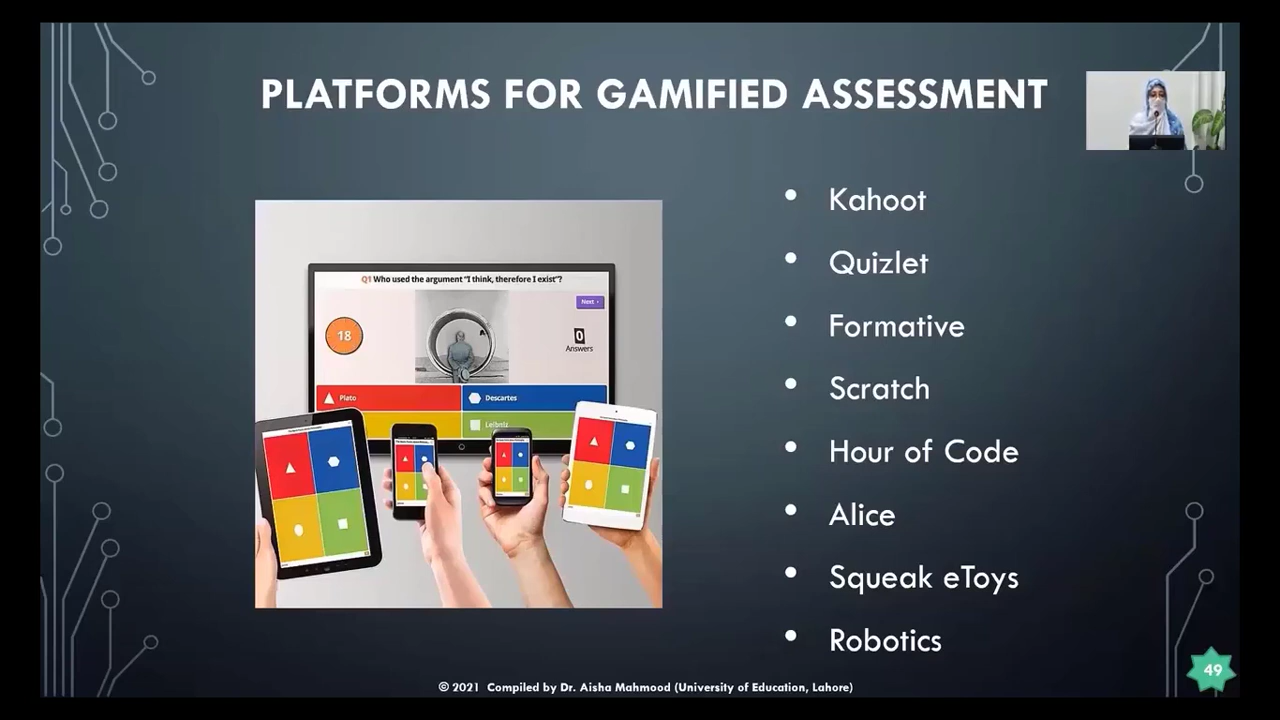 PLATFORMS FOR GAMIFIED ASSESSMENT
Q1 Who used the argument "I think, therefore I exist"?
Next ›
18
0
Answers
Plato
Descartes
Leibniz
• Kahoot
• Quizlet
• Formative
• Scratch
• Hour of Code
• Alice
• Squeak eToys
• Robotics
© 2021 Compiled by Dr. Aisha Mahmood (University of Education, Lahore)
49